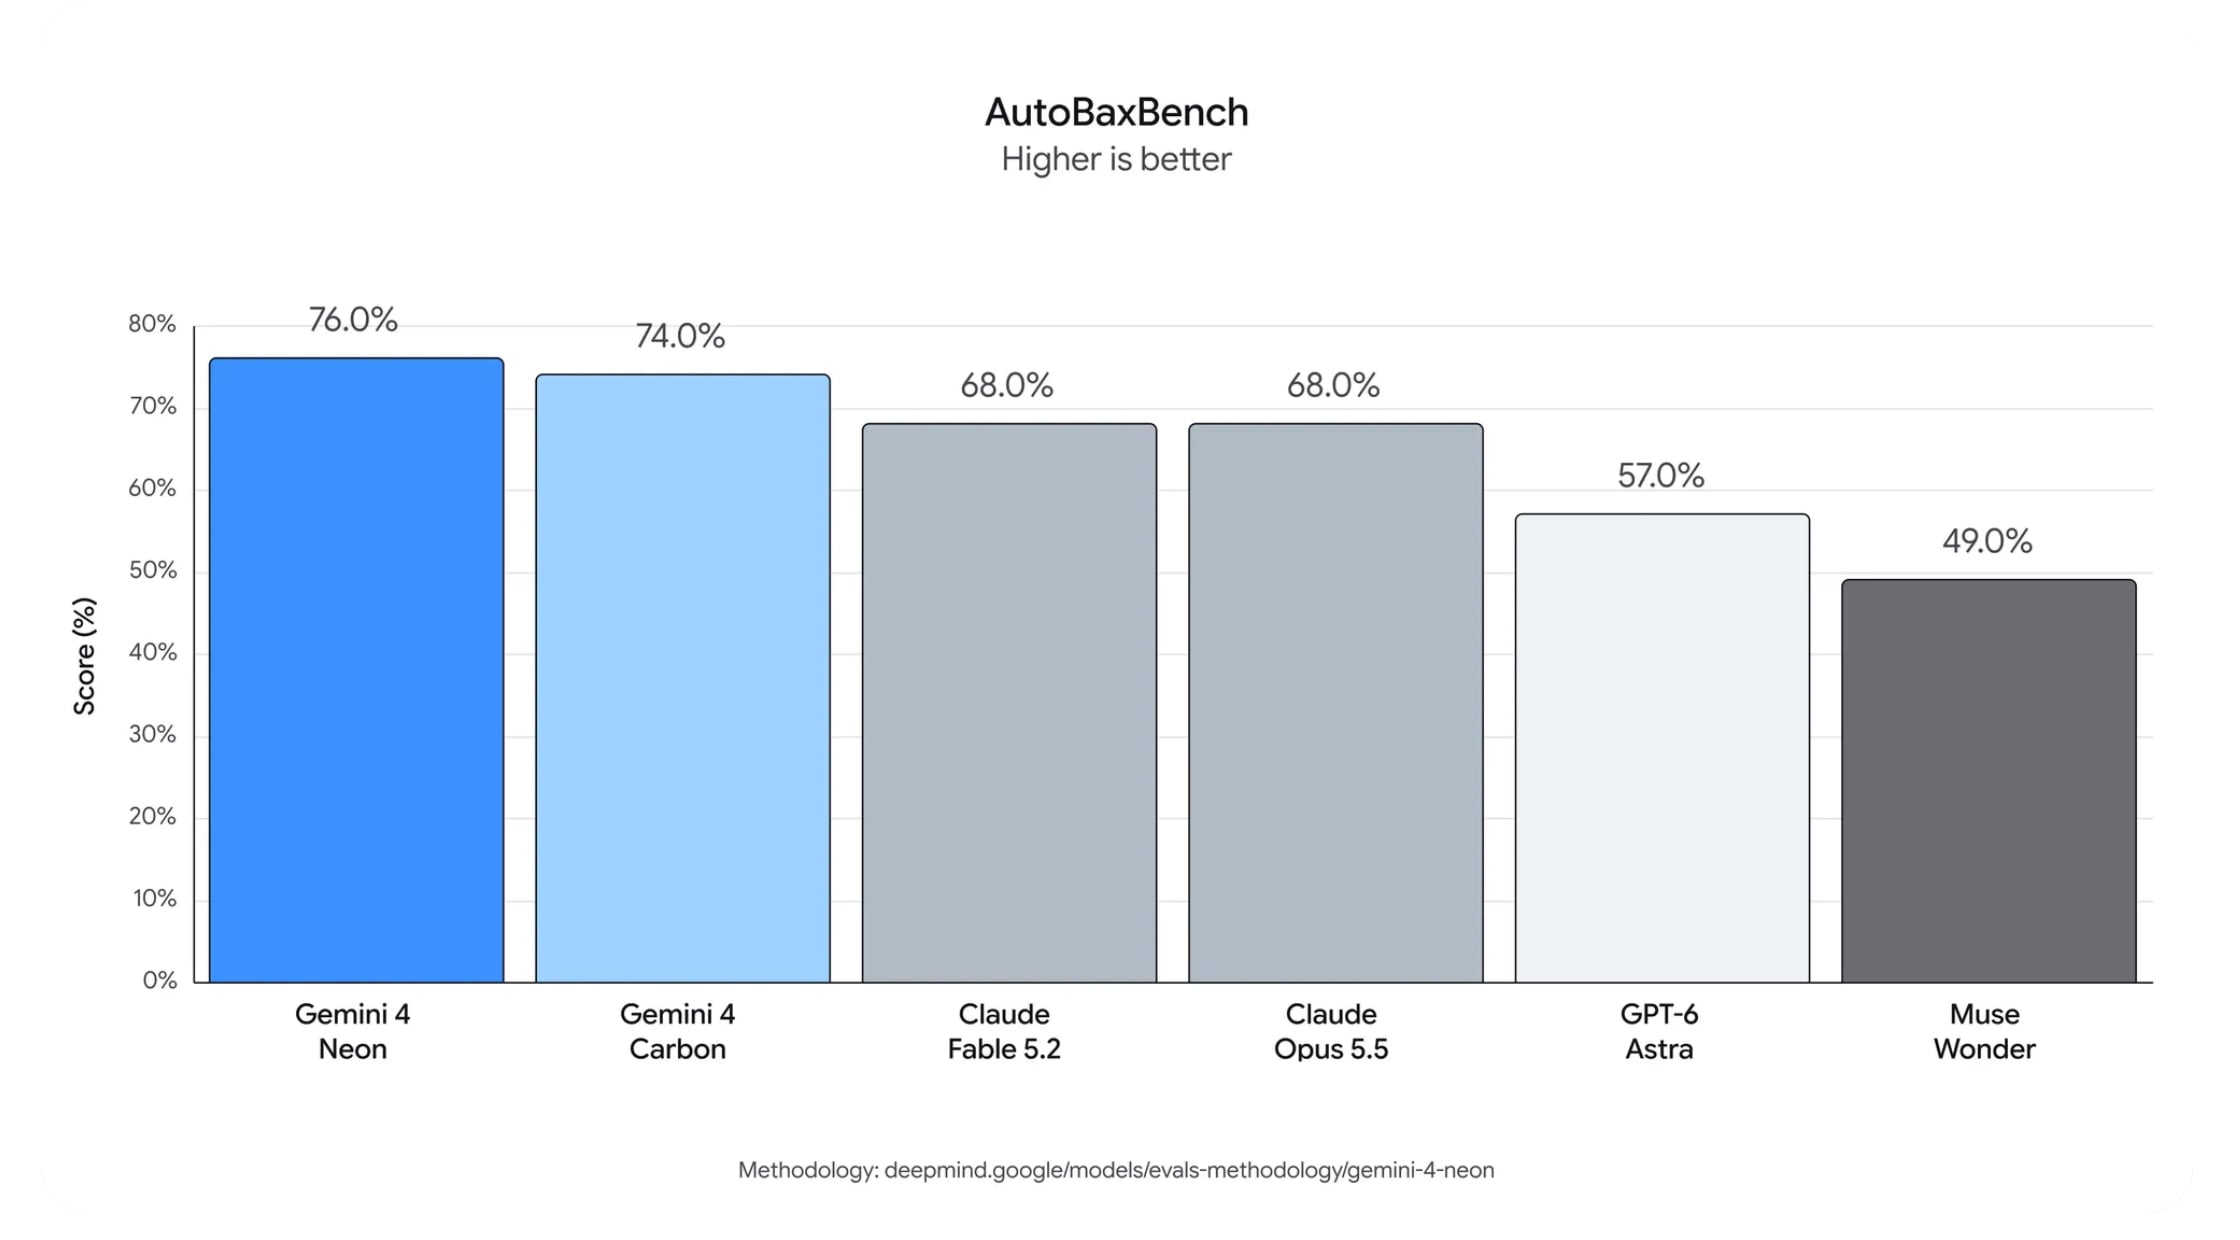 AutoBaxBench
Higher is better
Score (%)
80%
70%
60%
50%
40%
30%
20%
10%
0%
76.0%
74.0%
68.0%
68.0%
57.0%
49.0%
Gemini 4
Neon
Gemini 4
Carbon
Claude
Fable 5.2
Claude
Opus 5.5
GPT-6
Astra
Muse
Wonder
Methodology: deepmind.google/models/evals-methodology/gemini-4-neon